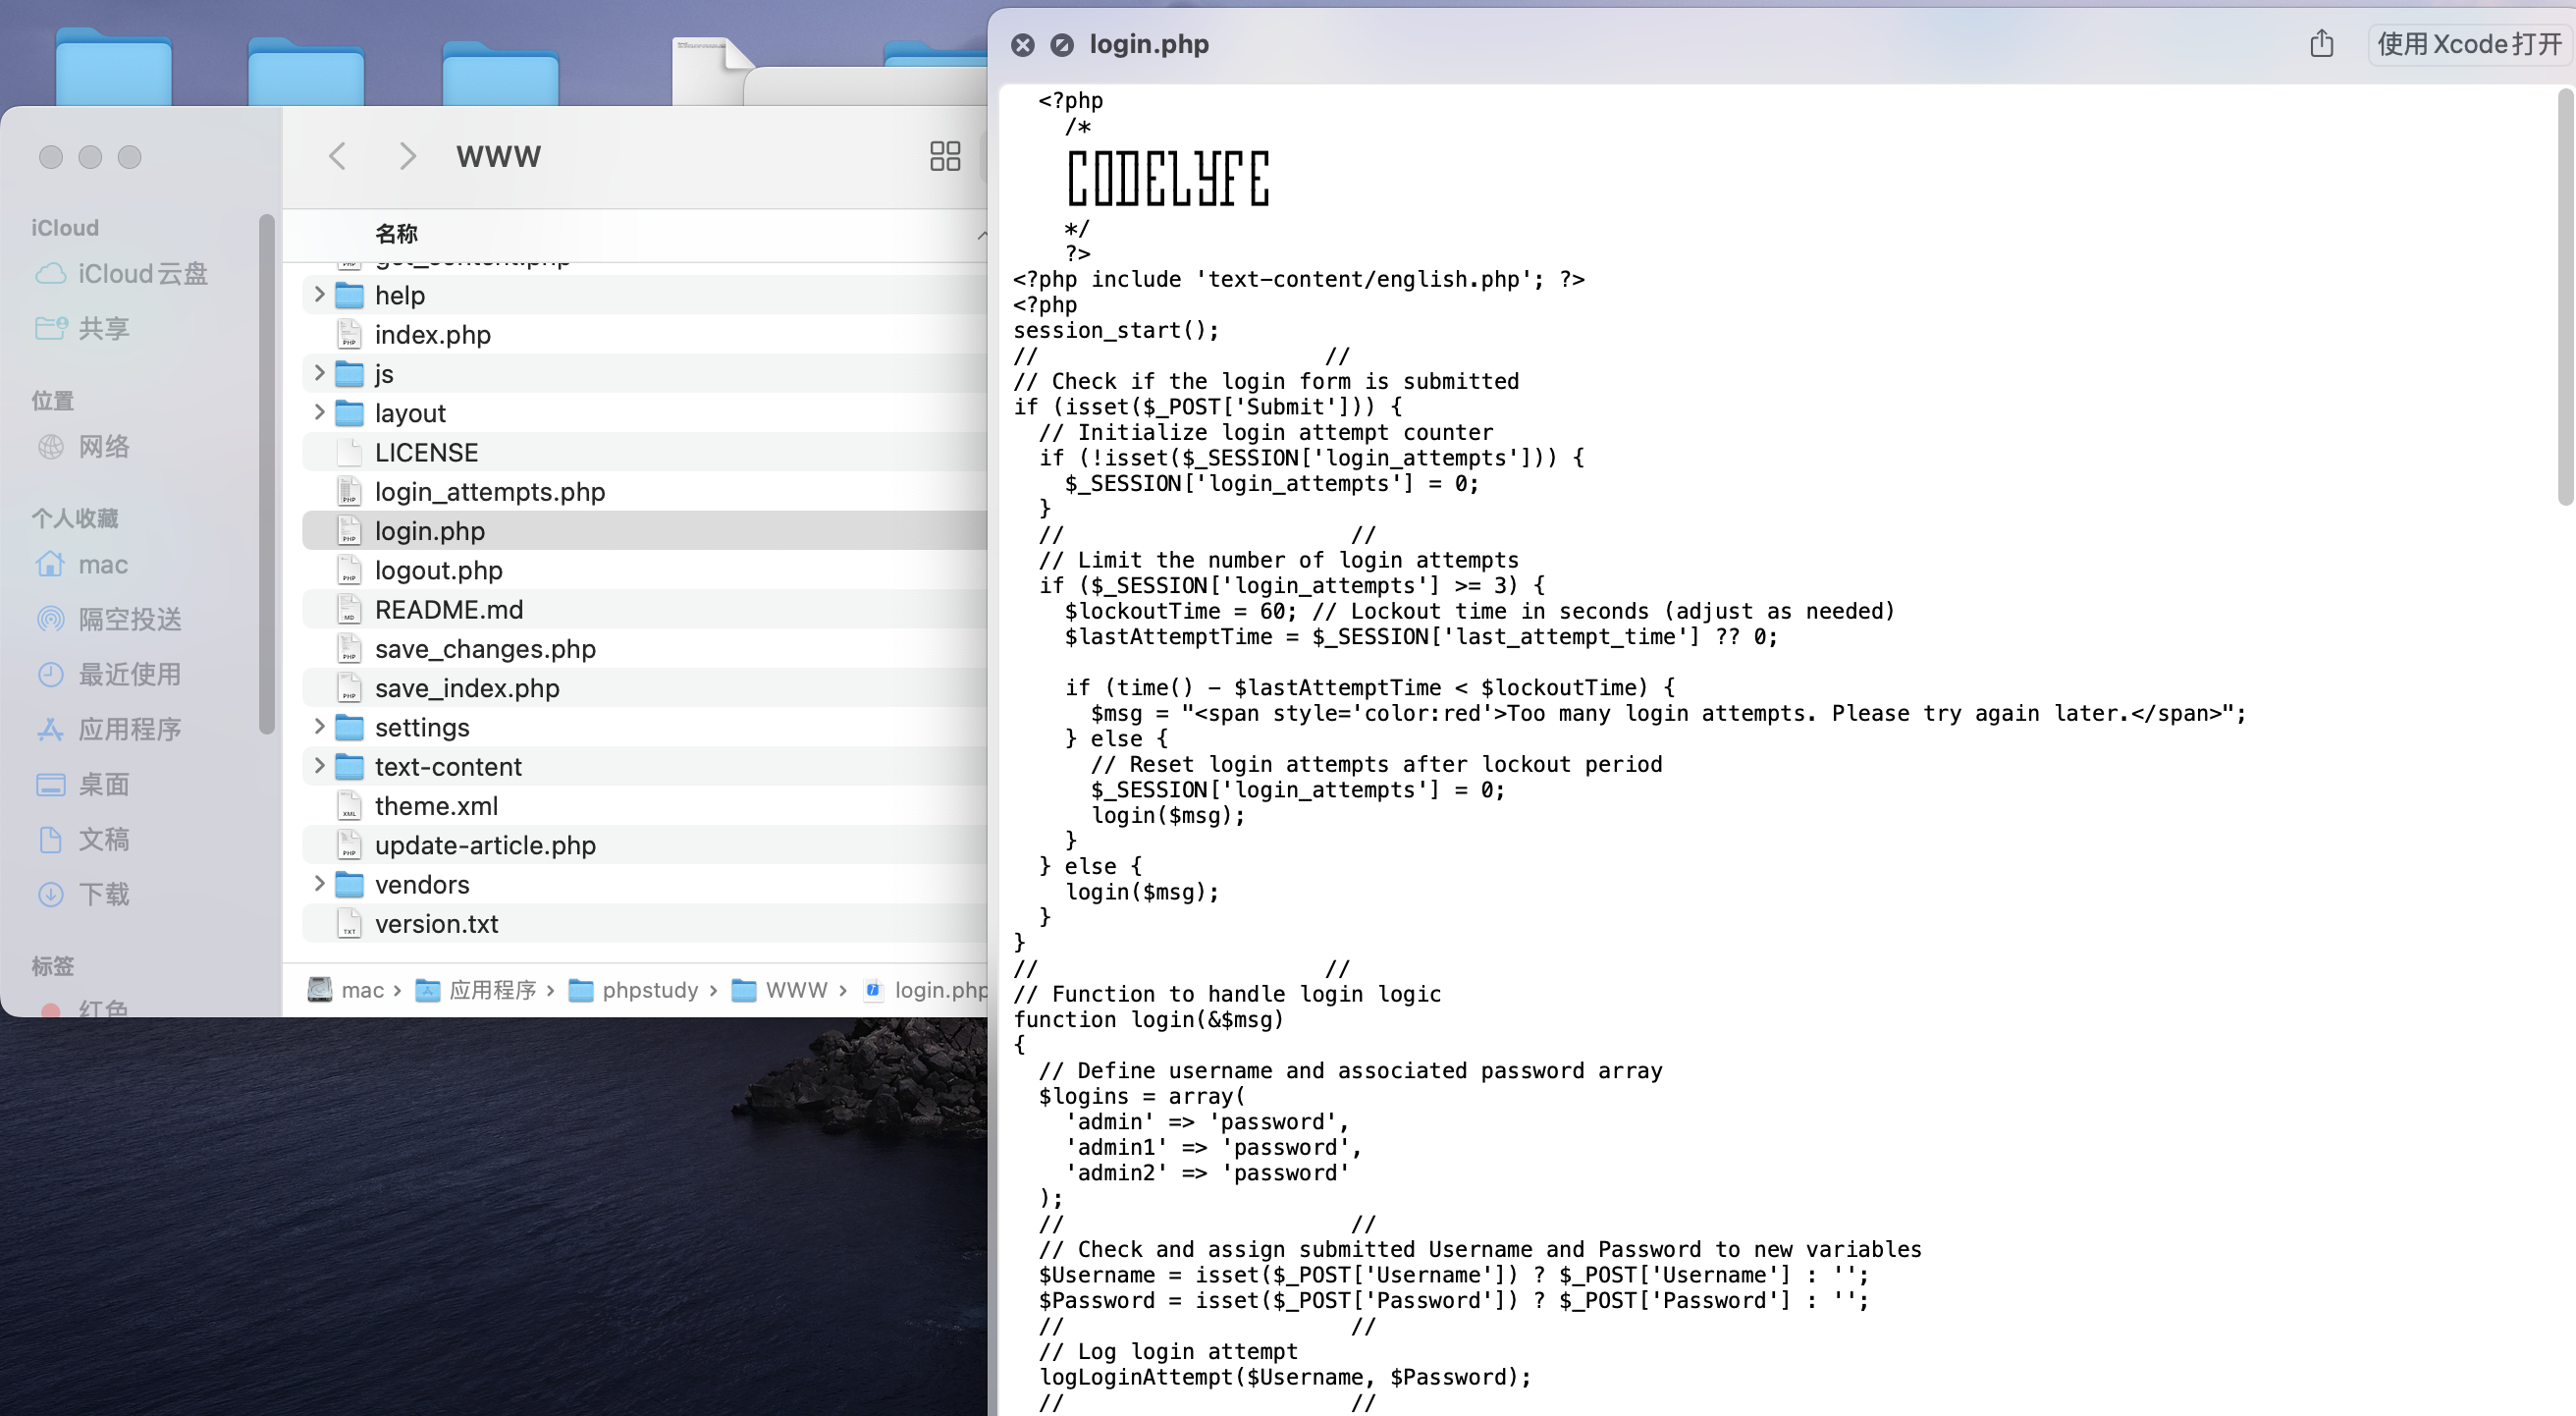 WWW
iCloud
iCloud云盘
共享
位置
网络
个人收藏
mac
隔空投送
最近使用
应用程序
桌面
文稿
下载
标签
红色
名称
get_content.php
help
index.php
js
layout
LICENSE
login_attempts.php
login.php
logout.php
README.md
save_changes.php
save_index.php
settings
text-content
theme.xml
update-article.php
vendors
version.txt
mac › 应用程序 › phpstudy › WWW › login.php
login.php
使用Xcode打开
<?php
/*
CODELYFE
*/
?>
<?php include 'text-content/english.php'; ?>
<?php
session_start();
// //
// Check if the login form is submitted
if (isset($_POST['Submit'])) {
// Initialize login attempt counter
if (!isset($_SESSION['login_attempts'])) {
$_SESSION['login_attempts'] = 0;
}
// //
// Limit the number of login attempts
if ($_SESSION['login_attempts'] >= 3) {
$lockoutTime = 60; // Lockout time in seconds (adjust as needed)
$lastAttemptTime = $_SESSION['last_attempt_time'] ?? 0;
if (time() - $lastAttemptTime < $lockoutTime) {
$msg = "<span style='color:red'>Too many login attempts. Please try again later.</span>";
} else {
// Reset login attempts after lockout period
$_SESSION['login_attempts'] = 0;
login($msg);
}
} else {
login($msg);
}
}
// //
// Function to handle login logic
function login(&$msg)
{
// Define username and associated password array
$logins = array(
'admin' => 'password',
'admin1' => 'password',
'admin2' => 'password'
);
// //
// Check and assign submitted Username and Password to new variables
$Username = isset($_POST['Username']) ? $_POST['Username'] : '';
$Password = isset($_POST['Password']) ? $_POST['Password'] : '';
// //
// Log login attempt
logLoginAttempt($Username, $Password);
// //